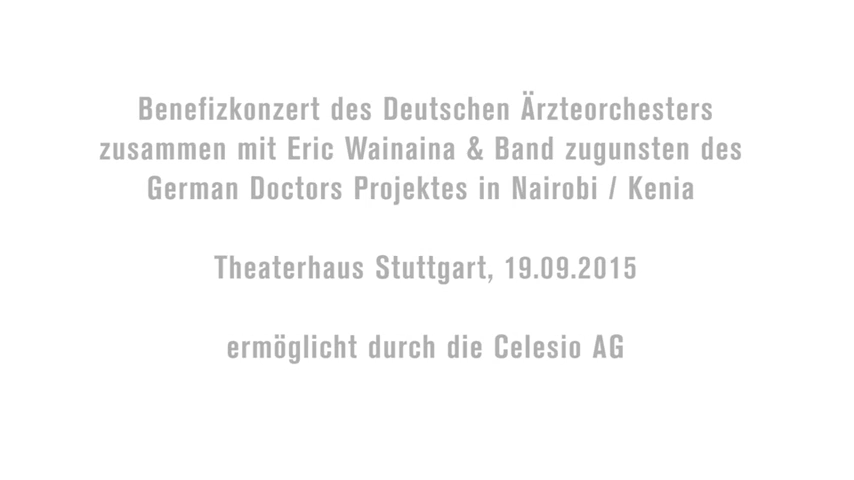 Benefizkonzert des Deutschen Ärzteorchesters
zusammen mit Eric Wainaina & Band zugunsten des
German Doctors Projektes in Nairobi / Kenia
Theaterhaus Stuttgart, 19.09.2015
ermöglicht durch die Celesio AG